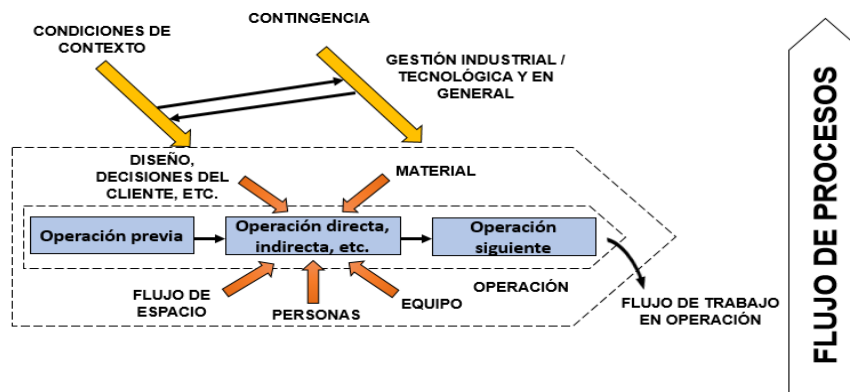 CONDICIONES DE
CONTEXTO
CONTINGENCIA
GESTIÓN INDUSTRIAL /
TECNOLÓGICA Y EN
GENERAL
DISEÑO,
DECISIONES DEL
CLIENTE, ETC.
MATERIAL
Operación previa
Operación directa,
indirecta, etc.
Operación
siguiente
FLUJO DE
ESPACIO
PERSONAS
EQUIPO
OPERACIÓN
FLUJO DE TRABAJO
EN OPERACIÓN
FLUJO DE PROCESOS